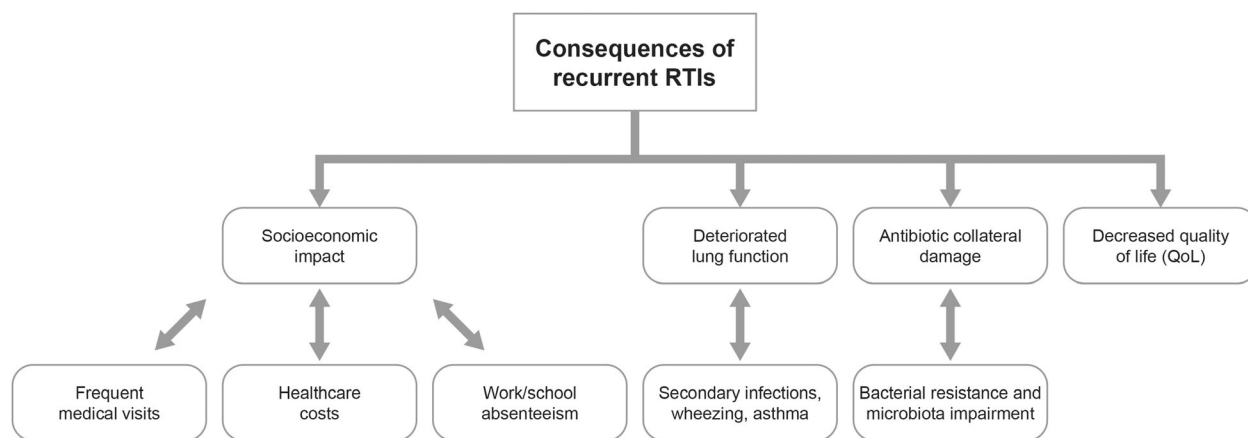 Consequences of
recurrent RTIs
Socioeconomic
impact
Deteriorated
lung function
Antibiotic collateral
damage
Decreased quality
of life (QoL)
Frequent
medical visits
Healthcare
costs
Work/school
absenteeism
Secondary infections,
wheezing, asthma
Bacterial resistance and
microbiota impairment